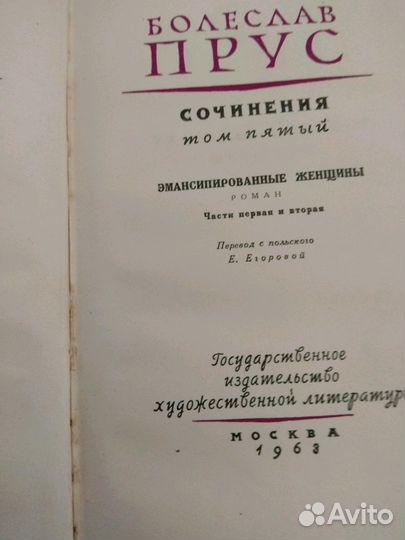 БОЛЕСЛАВ
ПРУС
СОЧИНЕНИЯ
том пятый
ЭМАНСИПИРОВАННЫЕ ЖЕНЩИНЫ
РОМАН
Части первая и вторая
Перевод с польского
Е. Егоровой
Государственное
издательство
художественной литературы
МОСКВА
1963
Avito